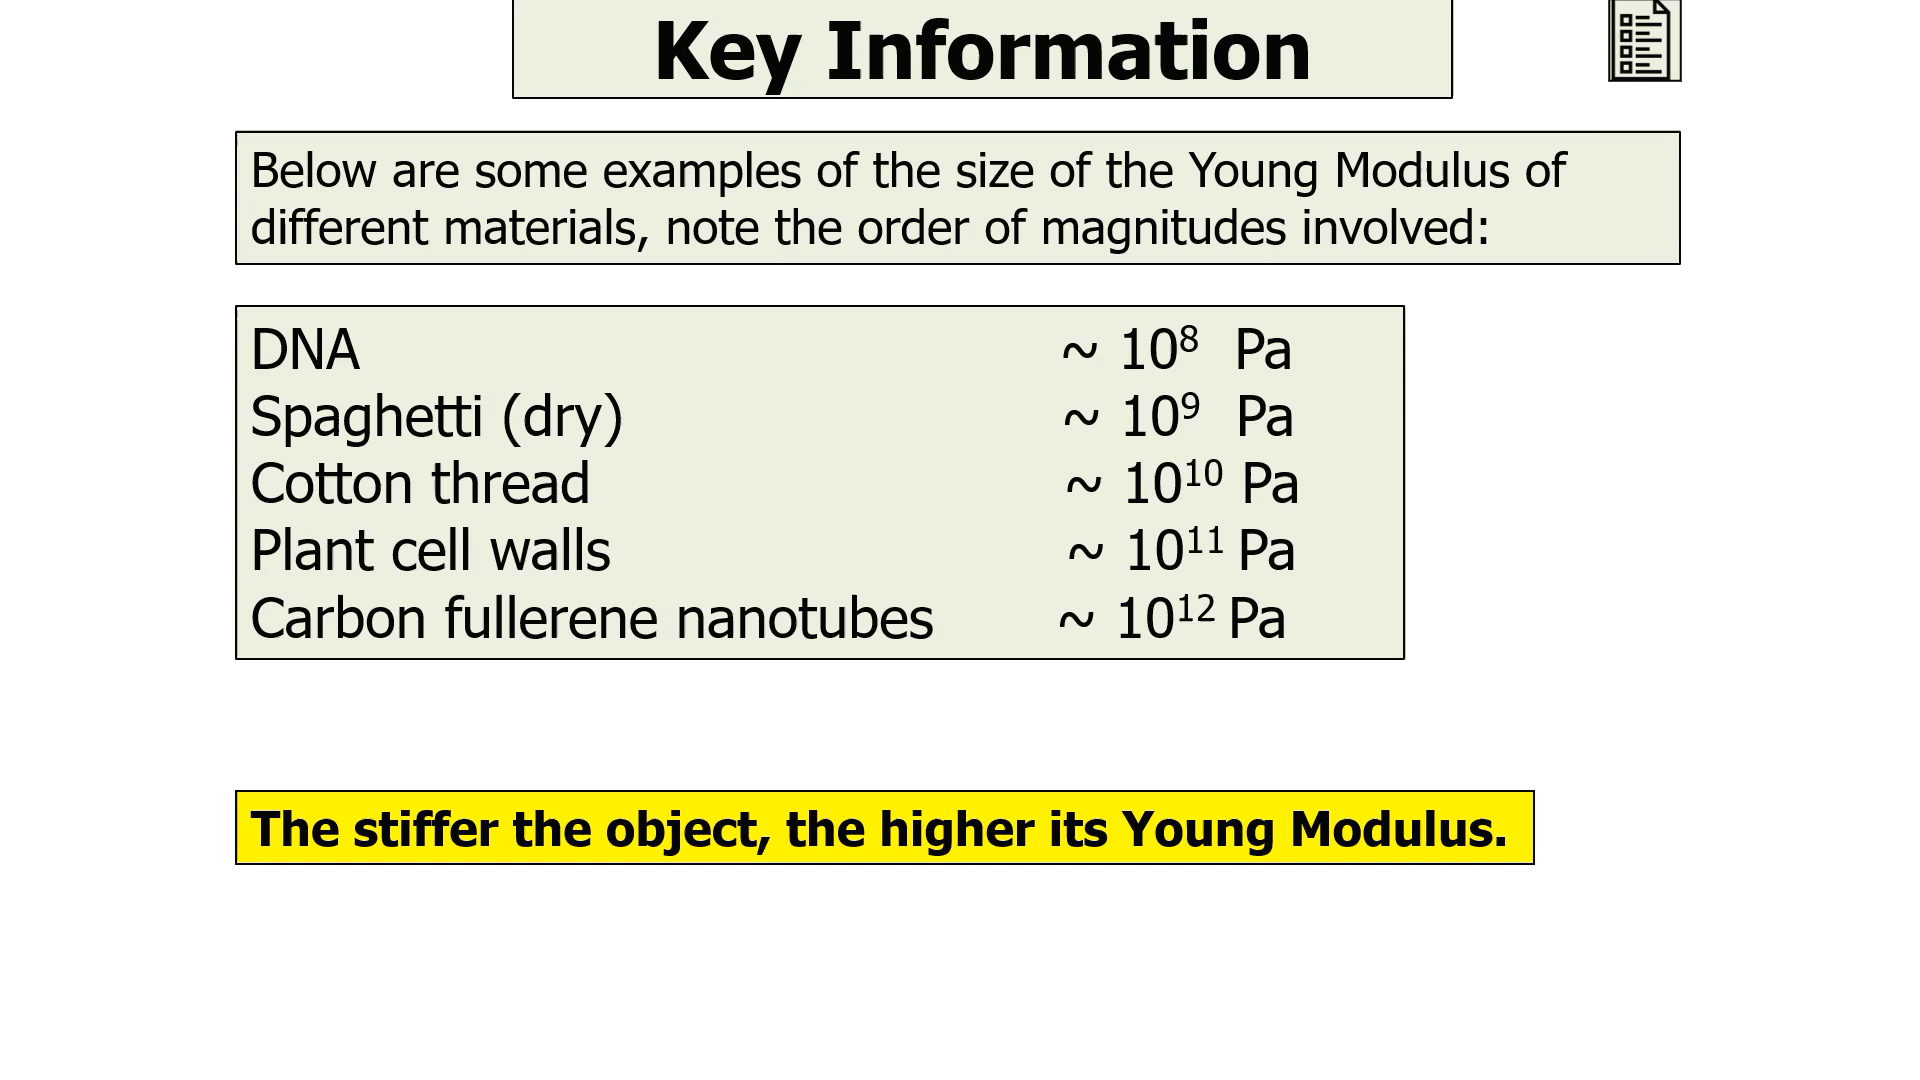 Key Information
Below are some examples of the size of the Young Modulus of
different materials, note the order of magnitudes involved:
DNA ~ 10⁸ Pa
Spaghetti (dry) ~ 10⁹ Pa
Cotton thread ~ 10¹⁰ Pa
Plant cell walls ~ 10¹¹ Pa
Carbon fullerene nanotubes ~ 10¹² Pa
The stiffer the object, the higher its Young Modulus.